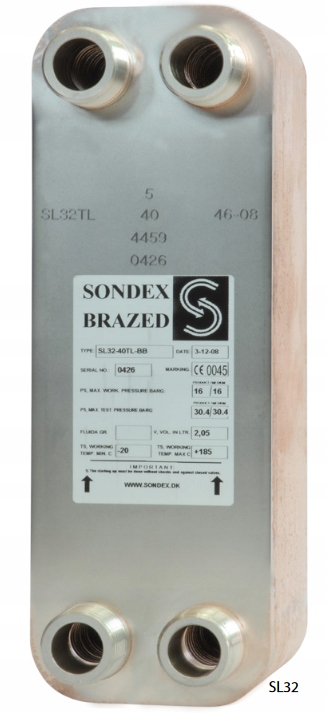 5
SL32TL 40 46-08
4459
0426
SONDEX
BRAZED
TYPE: SL32-40TL-BB DATE: 3-12-08
SERIAL NO: 0426 MARKING: CE 0045
PS, MAX. WORK. PRESSURE BARG: 16 16
PS, MAX. TEST PRESSURE BARG: 30.4 30.4
V, VOL. IN LTR. 2,05
TS, WORKING TEMP. MIN. C -20 TS, WORKING TEMP. MAX C +185
IMPORTANT
WWW.SONDEX.DK
SL32